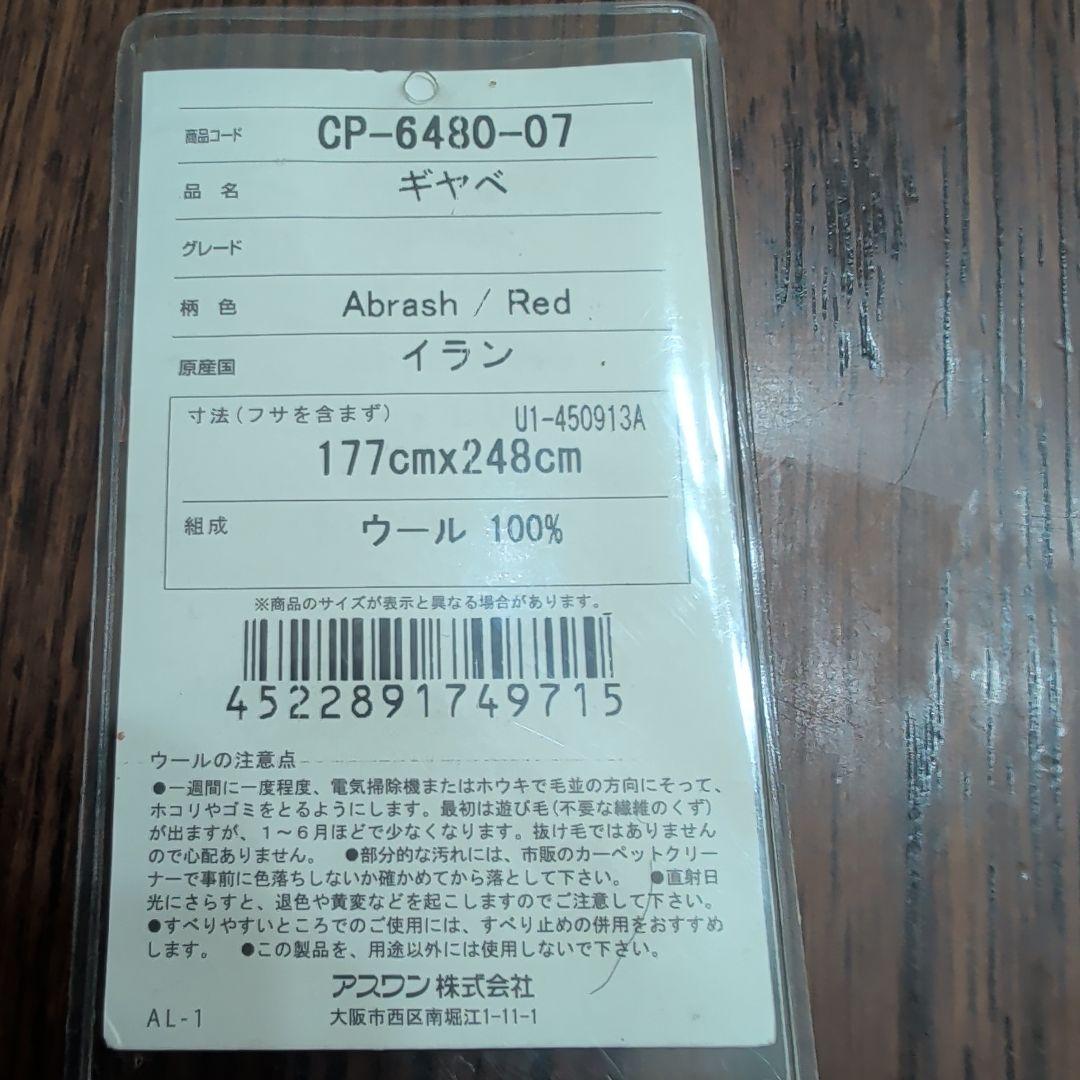 商品コード CP-6480-07
品名 ギヤベ
グレード
柄色 Abrash / Red
原産国 イラン
寸法(フサを含まず) U1-450913A
177cmx248cm
組成 ウール 100%
※商品のサイズが表示と異なる場合があります。
4522891749715
ウールの注意点
●一週間に一度程度、電気掃除機またはホウキで毛並の方向にそって、
ホコリやゴミをとるようにします。最初は遊び毛(不要な繊維のくず)
が出ますが、1～6月ほどで少なくなります。抜け毛ではありません
ので心配ありません。 ●部分的な汚れには、市販のカーペットクリー
ナーで事前に色落ちしないか確かめてから落として下さい。 ●直射日
光にさらすと、退色や黄変などを起こしますのでご注意して下さい。
●すべりやすいところでのご使用には、すべり止めの併用をおすすめ
します。 ●この製品を、用途以外には使用しないで下さい。
アスワン株式会社
AL-1 大阪市西区南堀江1-11-1